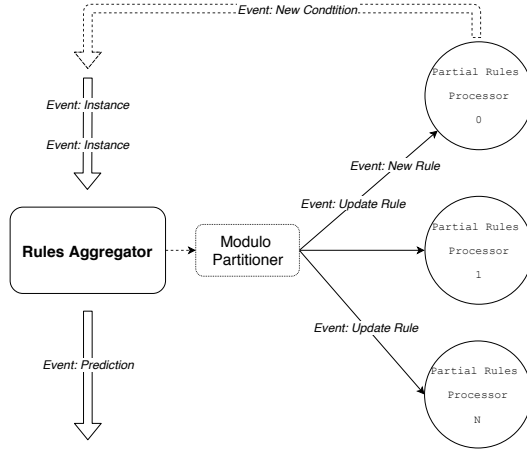 Event: New Condtition
Partial Rules
Processor
0
Event: Instance
Event: Instance
Event: New Rule
Event: Update Rule
Rules Aggregator
Modulo
Partitioner
Partial Rules
Processor
1
Event: Update Rule
Event: Prediction
Partial Rules
Processor
N